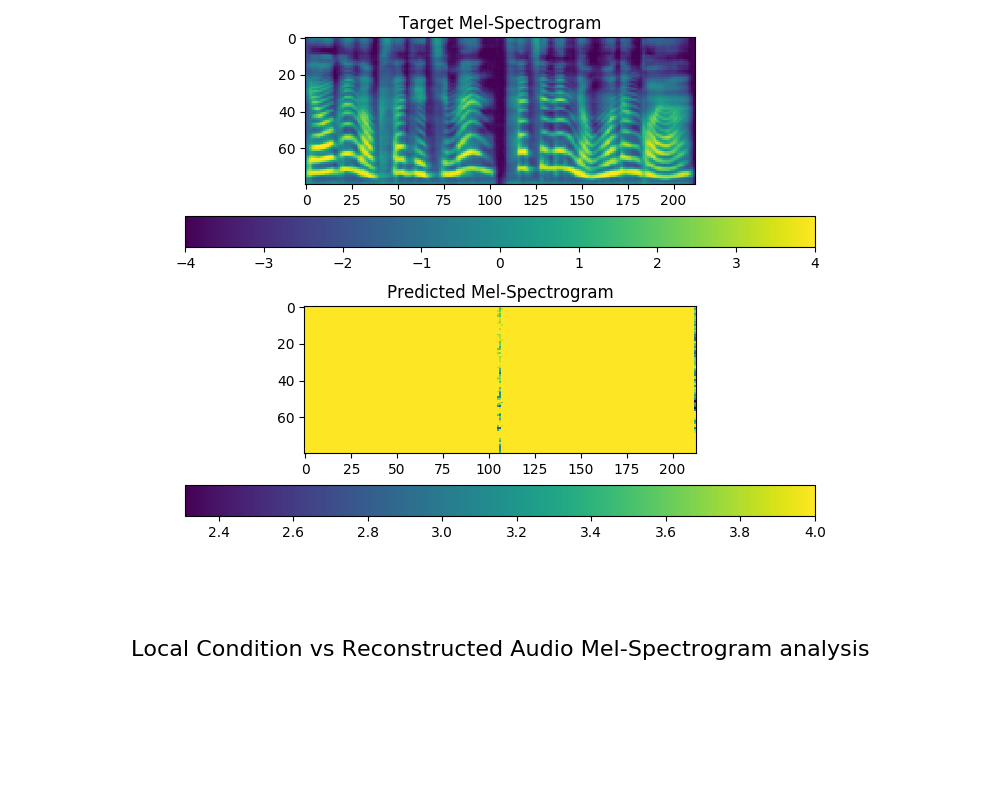 Target Mel-Spectrogram
0
20
40
60
0 25 50 75 100 125 150 175 200
−4 −3 −2 −1 0 1 2 3 4
Predicted Mel-Spectrogram
0
20
40
60
0 25 50 75 100 125 150 175 200
2.4 2.6 2.8 3.0 3.2 3.4 3.6 3.8 4.0
Local Condition vs Reconstructed Audio Mel-Spectrogram analysis